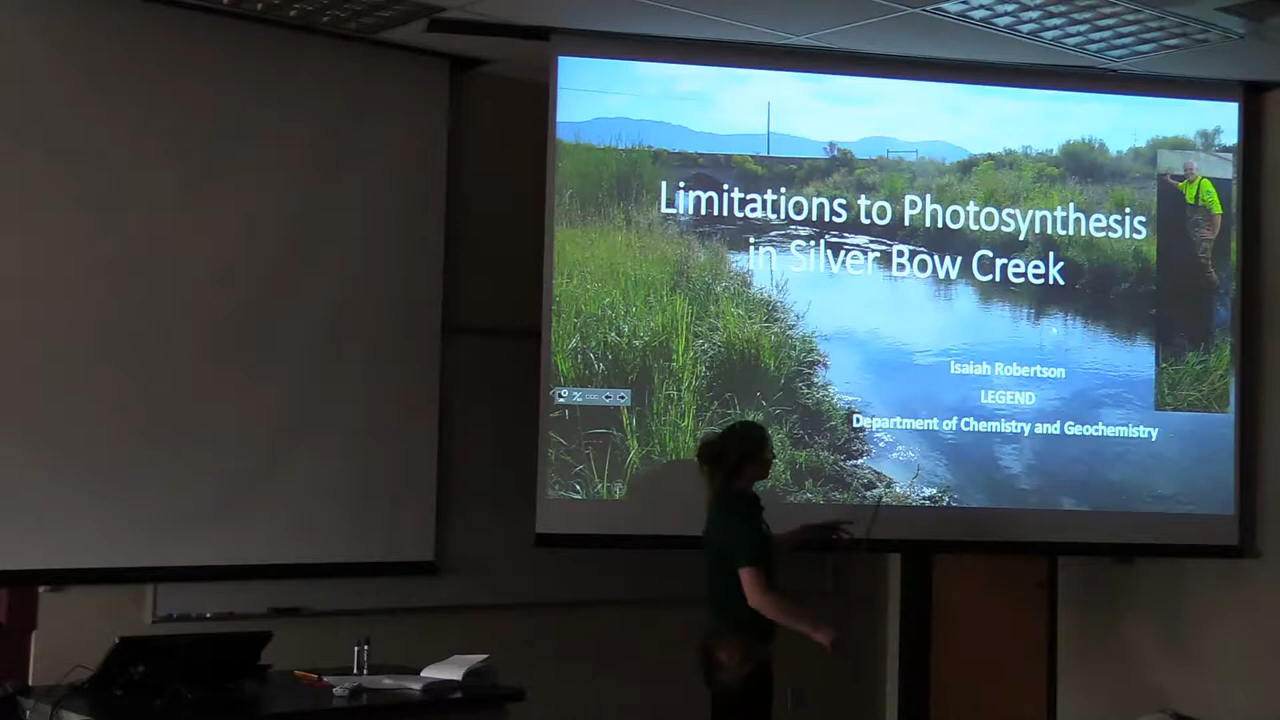 Limitations to Photosynthesis
in Silver Bow Creek
Isaiah Robertson
LEGEND
Department of Chemistry and Geochemistry